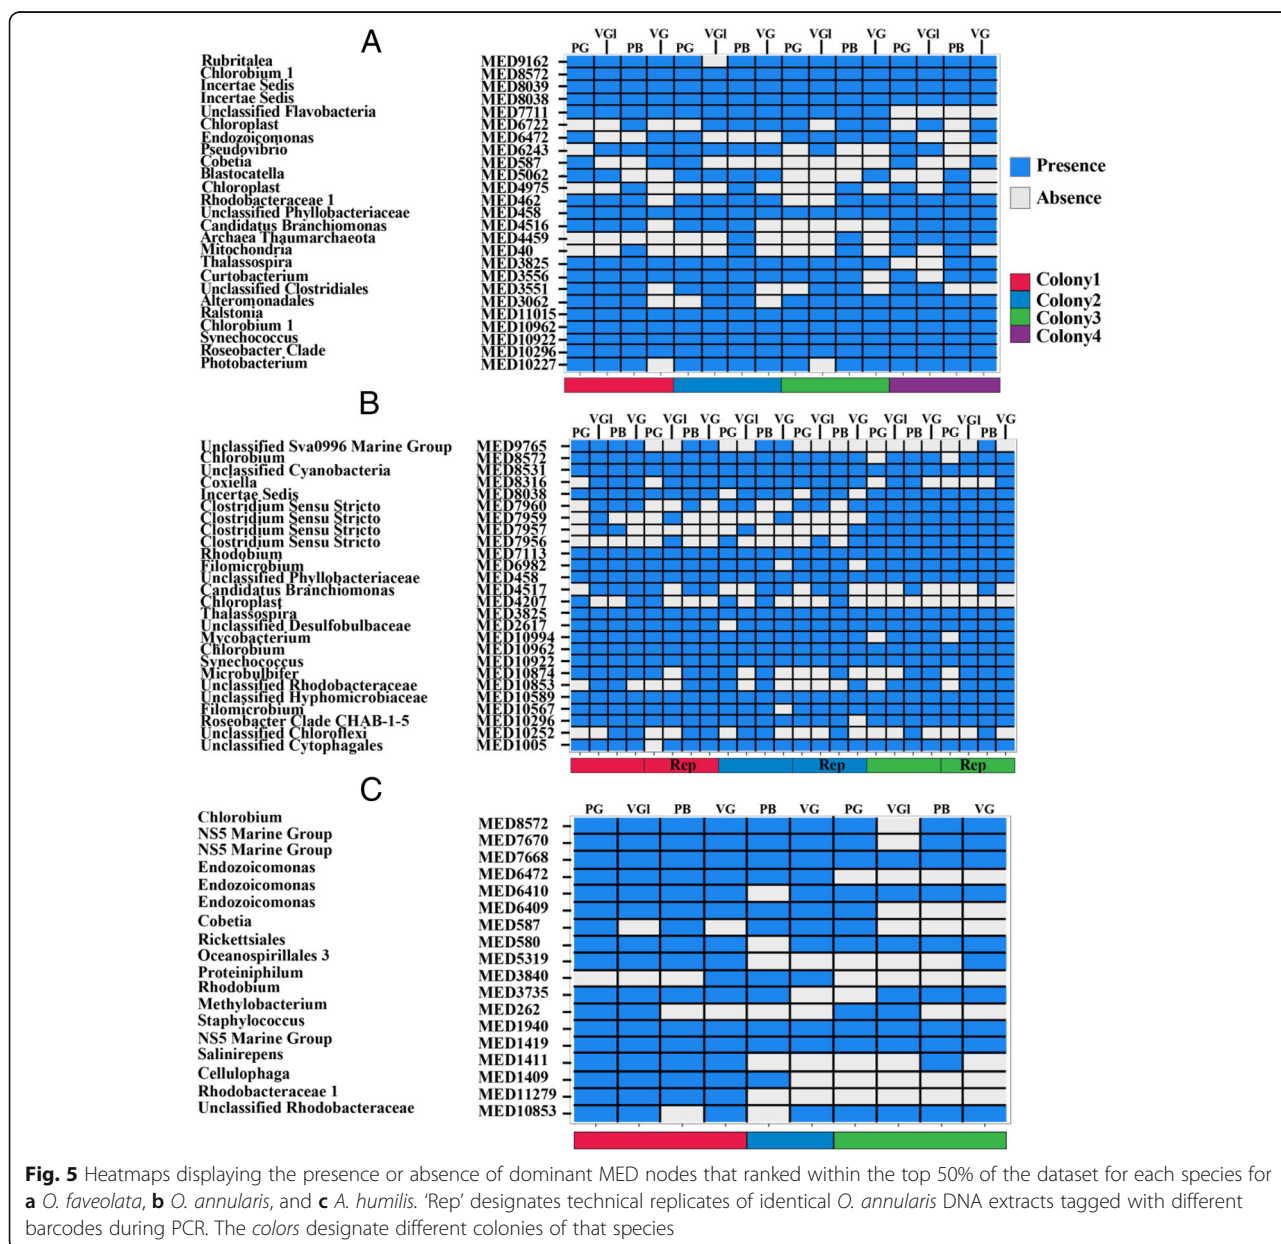 A
VGl VG VGl VG VGl VG VGl VG
PG PB PG PB PG PB PG PB
Rubritalea MED9162
Chlorobium 1 MED8572
Incertae Sedis MED8039
Incertae Sedis MED8038
Unclassified Flavobacteria MED7711
Chloroplast MED6722
Endozoicomonas MED6472
Pseudovibrio MED6243
Cobetia MED587
Blastocatella MED5062
Chloroplast MED4975
Rhodobacteraceae 1 MED462
Unclassified Phyllobacteriaceae MED458
Candidatus Branchiomonas MED4516
Archaea Thaumarchaeota MED4459
Mitochondria MED40
Thalassospira MED3825
Curtobacterium MED3556
Unclassified Clostridiales MED3551
Alteromonadales MED3062
Ralstonia MED11015
Chlorobium 1 MED10962
Synechococcus MED10922
Roseobacter Clade MED10296
Photobacterium MED10227
Presence
Absence
Colony1
Colony2
Colony3
Colony4
B
VGl VG VGl VG VGl VG VGl VG VGl VG VGl VG
PG PB PG PB PG PB PG PB PG PB PG PB
Unclassified Sva0996 Marine Group MED9765
Chlorobium MED8572
Unclassified Cyanobacteria MED8531
Coxiella MED8316
Incertae Sedis MED8038
Clostridium Sensu Stricto MED7960
Clostridium Sensu Stricto MED7959
Clostridium Sensu Stricto MED7957
Clostridium Sensu Stricto MED7956
Rhodobium MED7113
Filomicrobium MED6982
Unclassified Phyllobacteriaceae MED458
Candidatus Branchiomonas MED4517
Chloroplast MED4207
Thalassospira MED3825
Unclassified Desulfobulbaceae MED2617
Mycobacterium MED10994
Chlorobium MED10962
Synechococcus MED10922
Microbulbifer MED10874
Unclassified Rhodobacteraceae MED10853
Unclassified Hyphomicrobiaceae MED10589
Filomicrobium MED10567
Roseobacter Clade CHAB-1-5 MED10296
Unclassified Chloroflexi MED10252
Unclassified Cytophagales MED1005
Rep Rep Rep
C
PG VGl PB VG PB VG PG VGl PB VG
Chlorobium MED8572
NS5 Marine Group MED7670
NS5 Marine Group MED7668
Endozoicomonas MED6472
Endozoicomonas MED6410
Endozoicomonas MED6409
Cobetia MED587
Rickettsiales MED580
Oceanospirillales 3 MED5319
Proteiniphilum MED3840
Rhodobium MED3735
Methylobacterium MED262
Staphylococcus MED1940
NS5 Marine Group MED1419
Salinirepens MED1411
Cellulophaga MED1409
Rhodobacteraceae 1 MED11279
Unclassified Rhodobacteraceae MED10853
Fig. 5 Heatmaps displaying the presence or absence of dominant MED nodes that ranked within the top 50% of the dataset for each species for
a O. faveolata, b O. annularis, and c A. humilis. 'Rep' designates technical replicates of identical O. annularis DNA extracts tagged with different
barcodes during PCR. The colors designate different colonies of that species